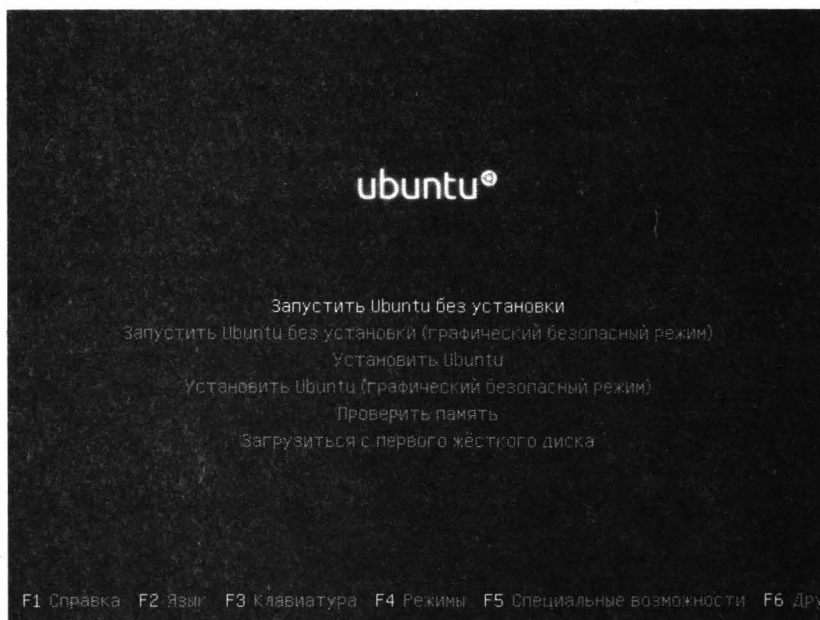 ubuntu
Запустить Ubuntu без установки
Запустить Ubuntu без установки (графический безопасный режим)
Установить Ubuntu
Установить Ubuntu (графический безопасный режим)
Проверить память
Загрузиться с первого жёсткого диска
F1 Справка F2 Язык F3 Клавиатура F4 Режимы F5 Специальные возможности F6 Дру